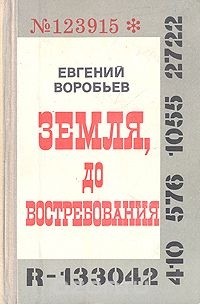 №123915 *
ЕВГЕНИЙ
ВОРОБЬЕВ
ЗЕМЛЯ,
ДО
ВОСТРЕБОВАНИЯ
R-133042
410 576 1055 2722